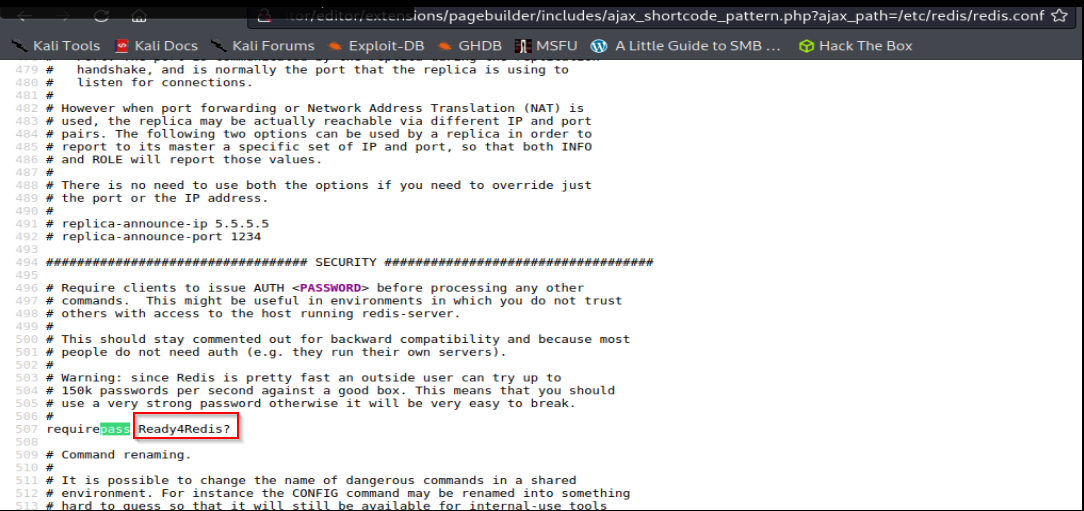 tor/editor/extensions/pagebuilder/includes/ajax_shortcode_pattern.php?ajax_path=/etc/redis/redis.conf
Kali Tools Kali Docs Kali Forums Exploit-DB GHDB MSFU A Little Guide to SMB ... Hack The Box
479 #   handshake, and is normally the port that the replica is using to
480 #   listen for connections.
481 #
482 # However when port forwarding or Network Address Translation (NAT) is
483 # used, the replica may be actually reachable via different IP and port
484 # pairs. The following two options can be used by a replica in order to
485 # report to its master a specific set of IP and port, so that both INFO
486 # and ROLE will report those values.
487 #
488 # There is no need to use both the options if you need to override just
489 # the port or the IP address.
490 #
491 # replica-announce-ip 5.5.5.5
492 # replica-announce-port 1234
493
494 ################################## SECURITY ###################################
495
496 # Require clients to issue AUTH <PASSWORD> before processing any other
497 # commands.  This might be useful in environments in which you do not trust
498 # others with access to the host running redis-server.
499 #
500 # This should stay commented out for backward compatibility and because most
501 # people do not need auth (e.g. they run their own servers).
502 #
503 # Warning: since Redis is pretty fast an outside user can try up to
504 # 150k passwords per second against a good box. This means that you should
505 # use a very strong password otherwise it will be very easy to break.
506 #
507 requirepass Ready4Redis?
508
509 # Command renaming.
510 #
511 # It is possible to change the name of dangerous commands in a shared
512 # environment. For instance the CONFIG command may be renamed into something
513 # hard to guess so that it will still be available for internal-use tools